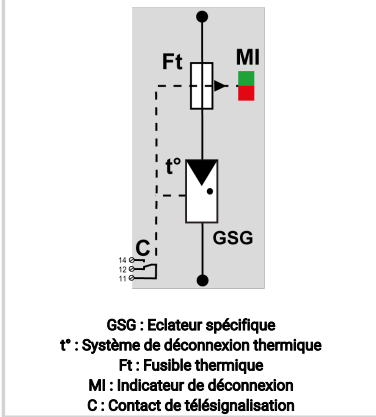 Ft
MI
t°
GSG
C
14
12
11
GSG : Eclateur spécifique
t° : Système de déconnexion thermique
Ft : Fusible thermique
MI : Indicateur de déconnexion
C : Contact de télésignalisation